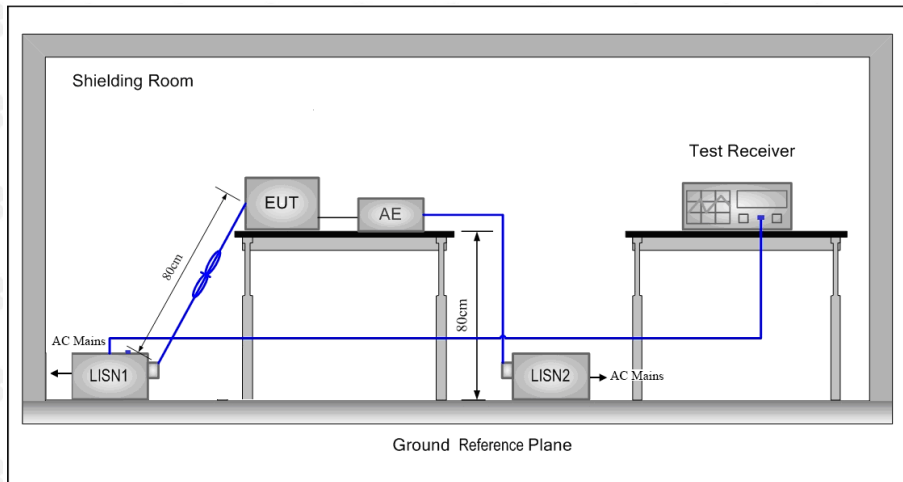 Shielding Room
Test Receiver
EUT
AE
80cm
80cm
AC Mains
LISN1
LISN2
AC Mains
Ground Reference Plane